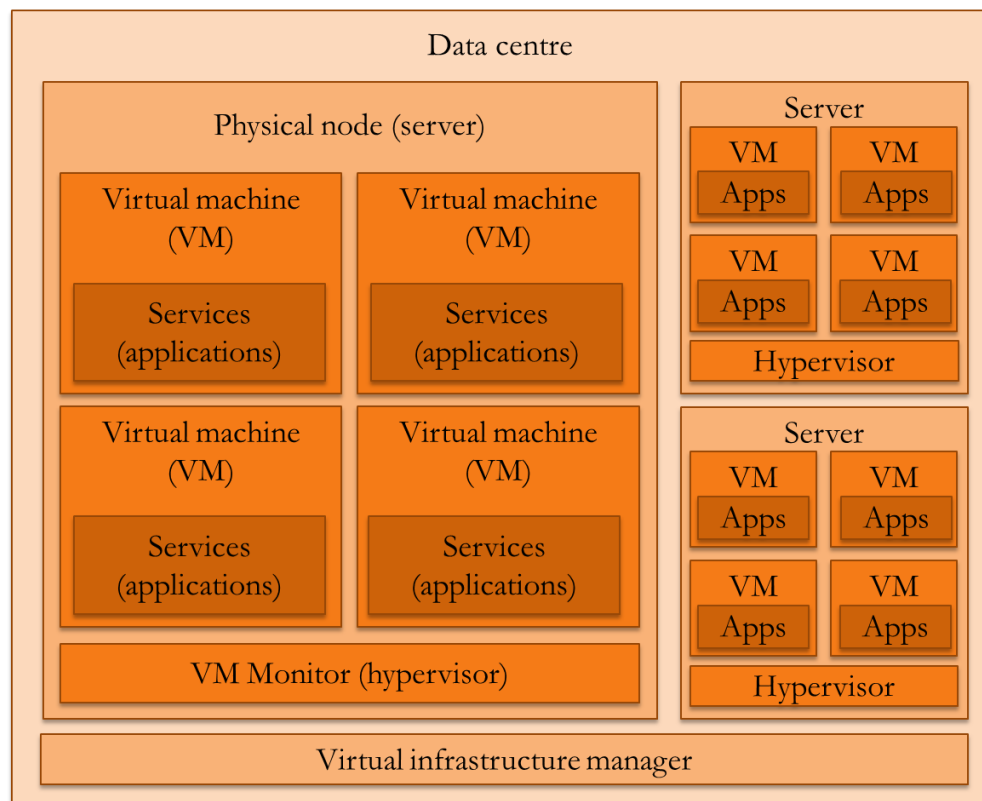 Data centre
Physical node (server)
Virtual machine
(VM)
Services
(applications)
Virtual machine
(VM)
Services
(applications)
Virtual machine
(VM)
Services
(applications)
Virtual machine
(VM)
Services
(applications)
VM Monitor (hypervisor)
Server
VM
Apps
VM
Apps
VM
Apps
VM
Apps
Hypervisor
Server
VM
Apps
VM
Apps
VM
Apps
VM
Apps
Hypervisor
Virtual infrastructure manager